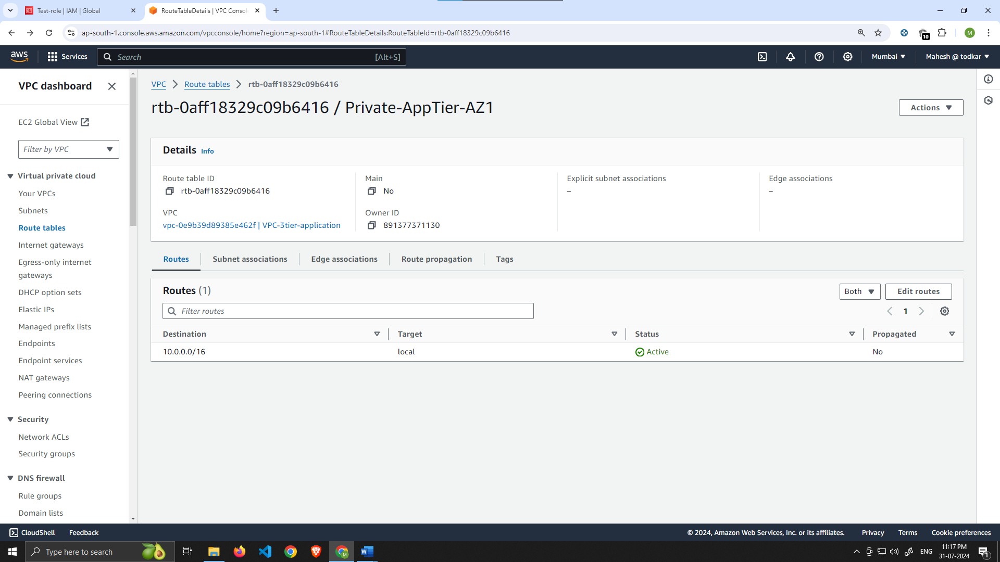 Test-role | IAM | Global
RouteTableDetails | VPC Consol
ap-south-1.console.aws.amazon.com/vpcconsole/home?region=ap-south-1#RouteTableDetails:RouteTableId=rtb-0aff18329c09b6416
10
M
aws
Services
Search
[Alt+S]
Mumbai
Mahesh @ todkar
VPC dashboard
EC2 Global View
Filter by VPC
Virtual private cloud
Your VPCs
Subnets
Route tables
Internet gateways
Egress-only internet
gateways
DHCP option sets
Elastic IPs
Managed prefix lists
Endpoints
Endpoint services
NAT gateways
Peering connections
Security
Network ACLs
Security groups
DNS firewall
Rule groups
Domain lists
VPC
Route tables
rtb-0aff18329c09b6416
rtb-0aff18329c09b6416 / Private-AppTier-AZ1
Actions
Details Info
Route table ID
rtb-0aff18329c09b6416
Main
No
Explicit subnet associations
–
Edge associations
–
VPC
vpc-0e9b39d89385e462f | VPC-3tier-application
Owner ID
891377371130
Routes
Subnet associations
Edge associations
Route propagation
Tags
Routes (1)
Both
Edit routes
Filter routes
1
Destination
Target
Status
Propagated
10.0.0.0/16
local
Active
No
CloudShell
Feedback
© 2024, Amazon Web Services, Inc. or its affiliates.
Privacy
Terms
Cookie preferences
Type here to search
M
W
ENG
11:17 PM
31-07-2024
1